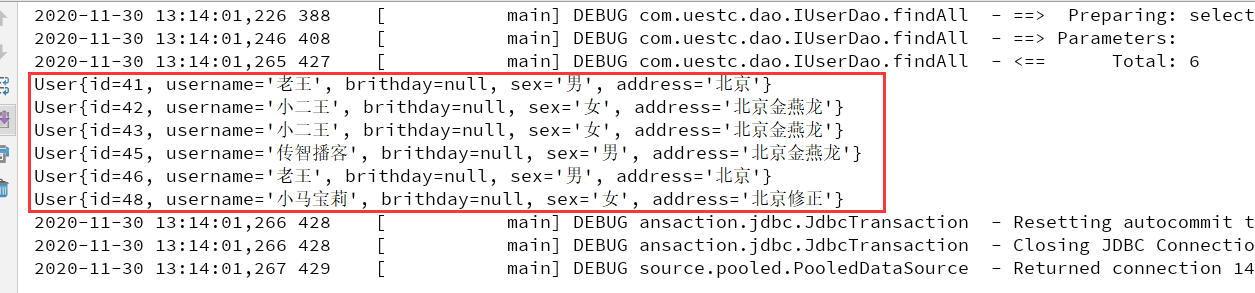 2020-11-30 13:14:01,226 388    [           main] DEBUG com.uestc.dao.IUserDao.findAll  - ==>  Preparing: select
2020-11-30 13:14:01,246 408    [           main] DEBUG com.uestc.dao.IUserDao.findAll  - ==> Parameters:
2020-11-30 13:14:01,265 427    [           main] DEBUG com.uestc.dao.IUserDao.findAll  - <==      Total: 6
User{id=41, username='老王', brithday=null, sex='男', address='北京'}
User{id=42, username='小二王', brithday=null, sex='女', address='北京金燕龙'}
User{id=43, username='小二王', brithday=null, sex='女', address='北京金燕龙'}
User{id=45, username='传智播客', brithday=null, sex='男', address='北京金燕龙'}
User{id=46, username='老王', brithday=null, sex='男', address='北京'}
User{id=48, username='小马宝莉', brithday=null, sex='女', address='北京修正'}
2020-11-30 13:14:01,266 428    [           main] DEBUG ansaction.jdbc.JdbcTransaction  - Resetting autocommit t
2020-11-30 13:14:01,266 428    [           main] DEBUG ansaction.jdbc.JdbcTransaction  - Closing JDBC Connectio
2020-11-30 13:14:01,267 429    [           main] DEBUG source.pooled.PooledDataSource  - Returned connection 14